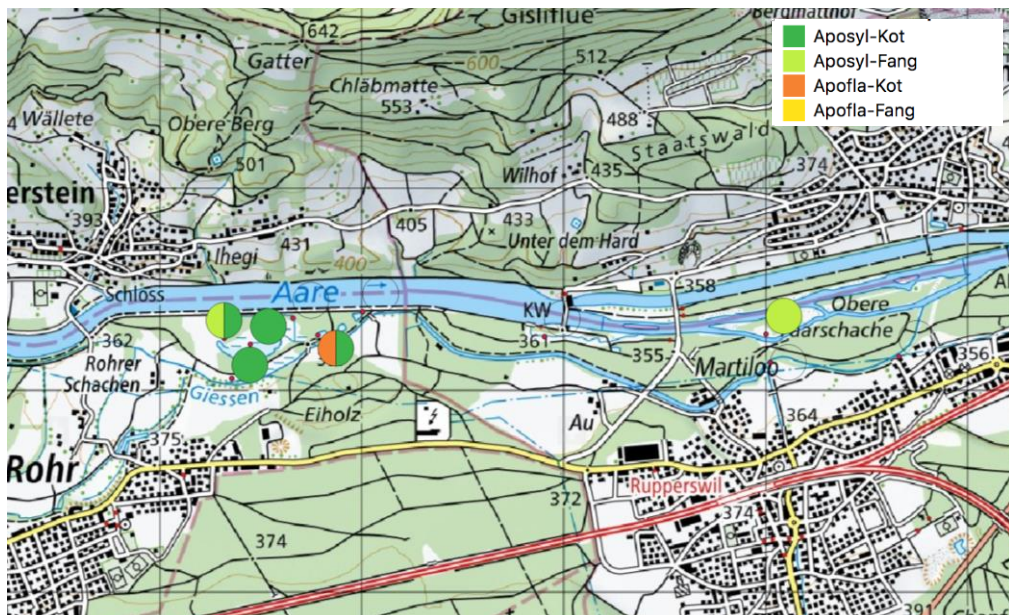 642
Gisliflue
Bergmatthof
Aposyl-Kot
Aposyl-Fang
Apofla-Kot
Apofla-Fang
Gatter
600
512
Chläbmatte
553
Wällete
Obere Berg
488
Staatswald
501
374
Wilhof
435
erstein
393
405
433
431
Unter dem Hard
Ihegi
400
Schloss
Aare
358
KW
Obere
361
362
355
Rohrer
Schachen
Martiloo
356
Giessen
Eiholz
Au
364
375
Rohr
Rupperswil
372
374
374
391